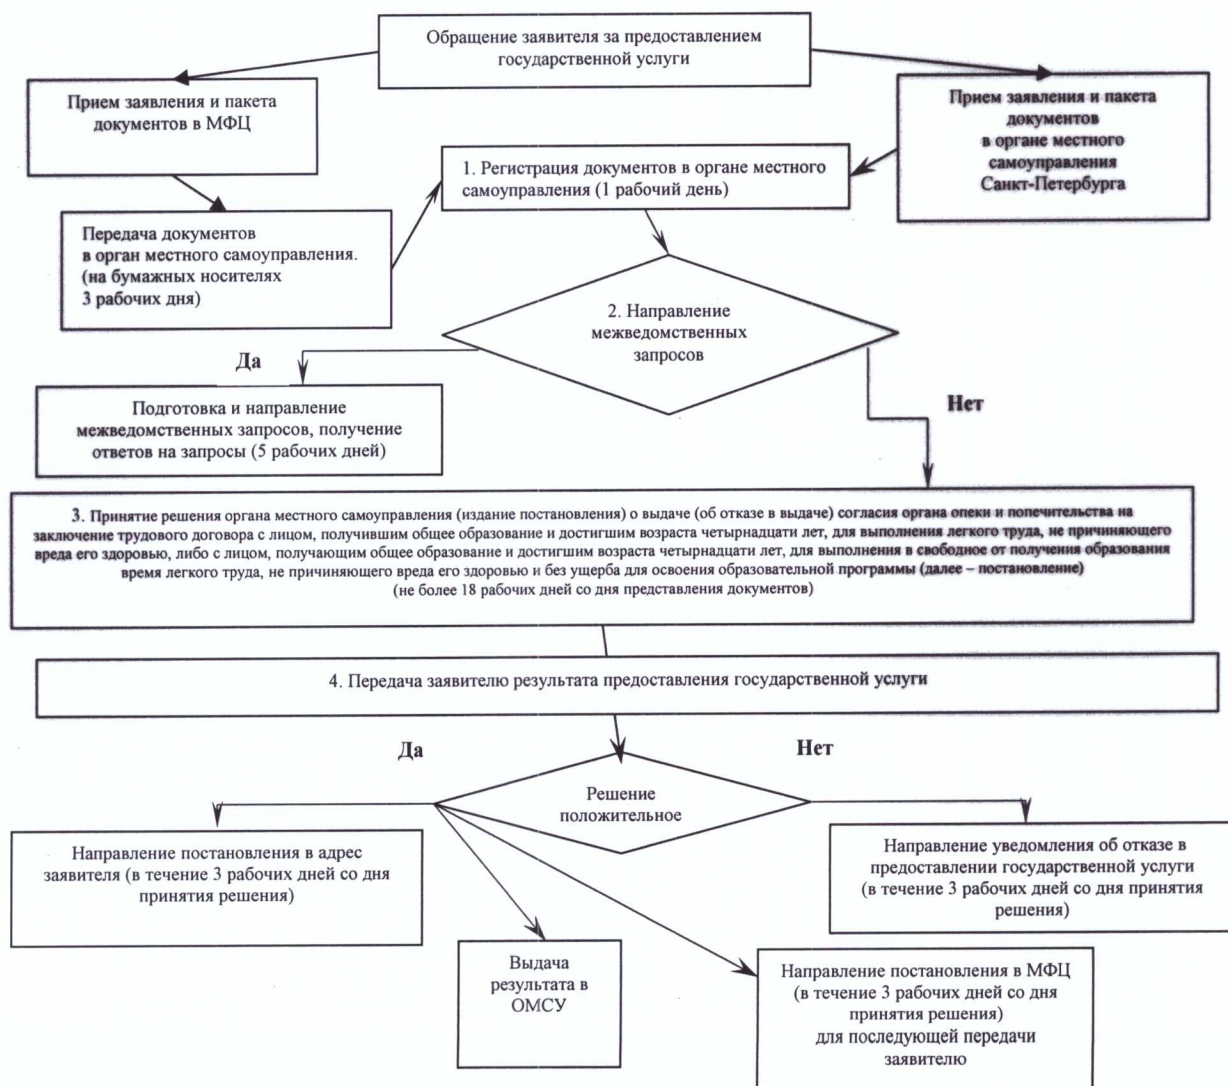 Обращение заявителя за предоставлением
государственной услуги
Прием заявления и пакета
документов в МФЦ
Прием заявления и пакета
документов
в органе местного
самоуправления
Санкт-Петербурга
1. Регистрация документов в органе местного
самоуправления (1 рабочий день)
Передача документов
в орган местного самоуправления.
(на бумажных носителях
3 рабочих дня)
2. Направление
межведомственных
запросов
Да
Нет
Подготовка и направление
межведомственных запросов, получение
ответов на запросы (5 рабочих дней)
3. Принятие решения органа местного самоуправления (издание постановления) о выдаче (об отказе в выдаче) согласия органа опеки и попечительства на
заключение трудового договора с лицом, получившим общее образование и достигшим возраста четырнадцати лет, для выполнения легкого труда, не причиняющего
вреда его здоровью, либо с лицом, получающим общее образование и достигшим возраста четырнадцати лет, для выполнения в свободное от получения образования
время легкого труда, не причиняющего вреда его здоровью и без ущерба для освоения образовательной программы (далее – постановление)
(не более 18 рабочих дней со дня представления документов)
4. Передача заявителю результата предоставления государственной услуги
Да
Нет
Решение
положительное
Направление постановления в адрес
заявителя (в течение 3 рабочих дней со дня
принятия решения)
Направление уведомления об отказе в
предоставлении государственной услуги
(в течение 3 рабочих дней со дня принятия
решения)
Выдача
результата в
ОМСУ
Направление постановления в МФЦ
(в течение 3 рабочих дней со дня
принятия решения)
для последующей передачи
заявителю